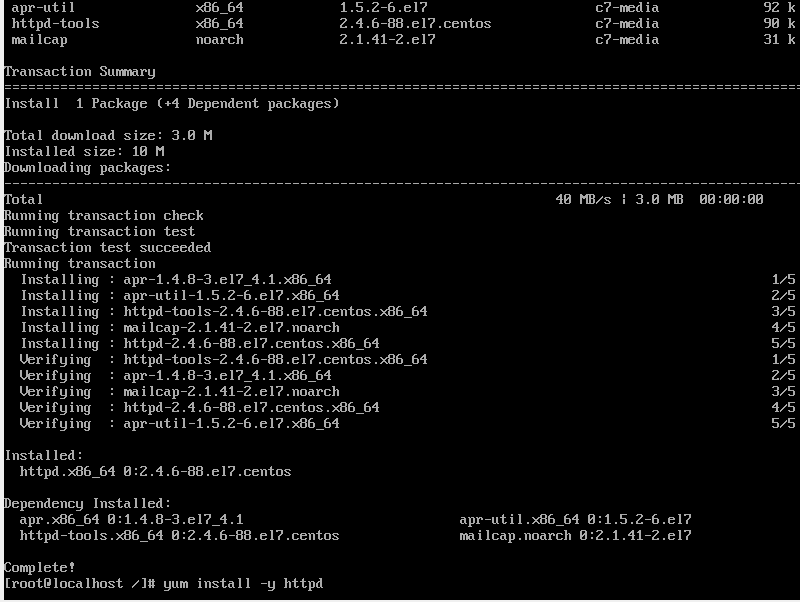 apr-util x86_64 1.5.2-6.el7 c7-media 92 k
httpd-tools x86_64 2.4.6-88.el7.centos c7-media 90 k
mailcap noarch 2.1.41-2.el7 c7-media 31 k
Transaction Summary
================================================================================
Install 1 Package (+4 Dependent packages)
Total download size: 3.0 M
Installed size: 10 M
Downloading packages:
--------------------------------------------------------------------------------
Total 40 MB/s | 3.0 MB 00:00:00
Running transaction check
Running transaction test
Transaction test succeeded
Running transaction
Installing : apr-1.4.8-3.el7_4.1.x86_64 1/5
Installing : apr-util-1.5.2-6.el7.x86_64 2/5
Installing : httpd-tools-2.4.6-88.el7.centos.x86_64 3/5
Installing : mailcap-2.1.41-2.el7.noarch 4/5
Installing : httpd-2.4.6-88.el7.centos.x86_64 5/5
Verifying : httpd-tools-2.4.6-88.el7.centos.x86_64 1/5
Verifying : apr-1.4.8-3.el7_4.1.x86_64 2/5
Verifying : mailcap-2.1.41-2.el7.noarch 3/5
Verifying : httpd-2.4.6-88.el7.centos.x86_64 4/5
Verifying : apr-util-1.5.2-6.el7.x86_64 5/5
Installed:
httpd.x86_64 0:2.4.6-88.el7.centos
Dependency Installed:
apr.x86_64 0:1.4.8-3.el7_4.1 apr-util.x86_64 0:1.5.2-6.el7
httpd-tools.x86_64 0:2.4.6-88.el7.centos mailcap.noarch 0:2.1.41-2.el7
Complete!
[root@localhost /]# yum install -y httpd